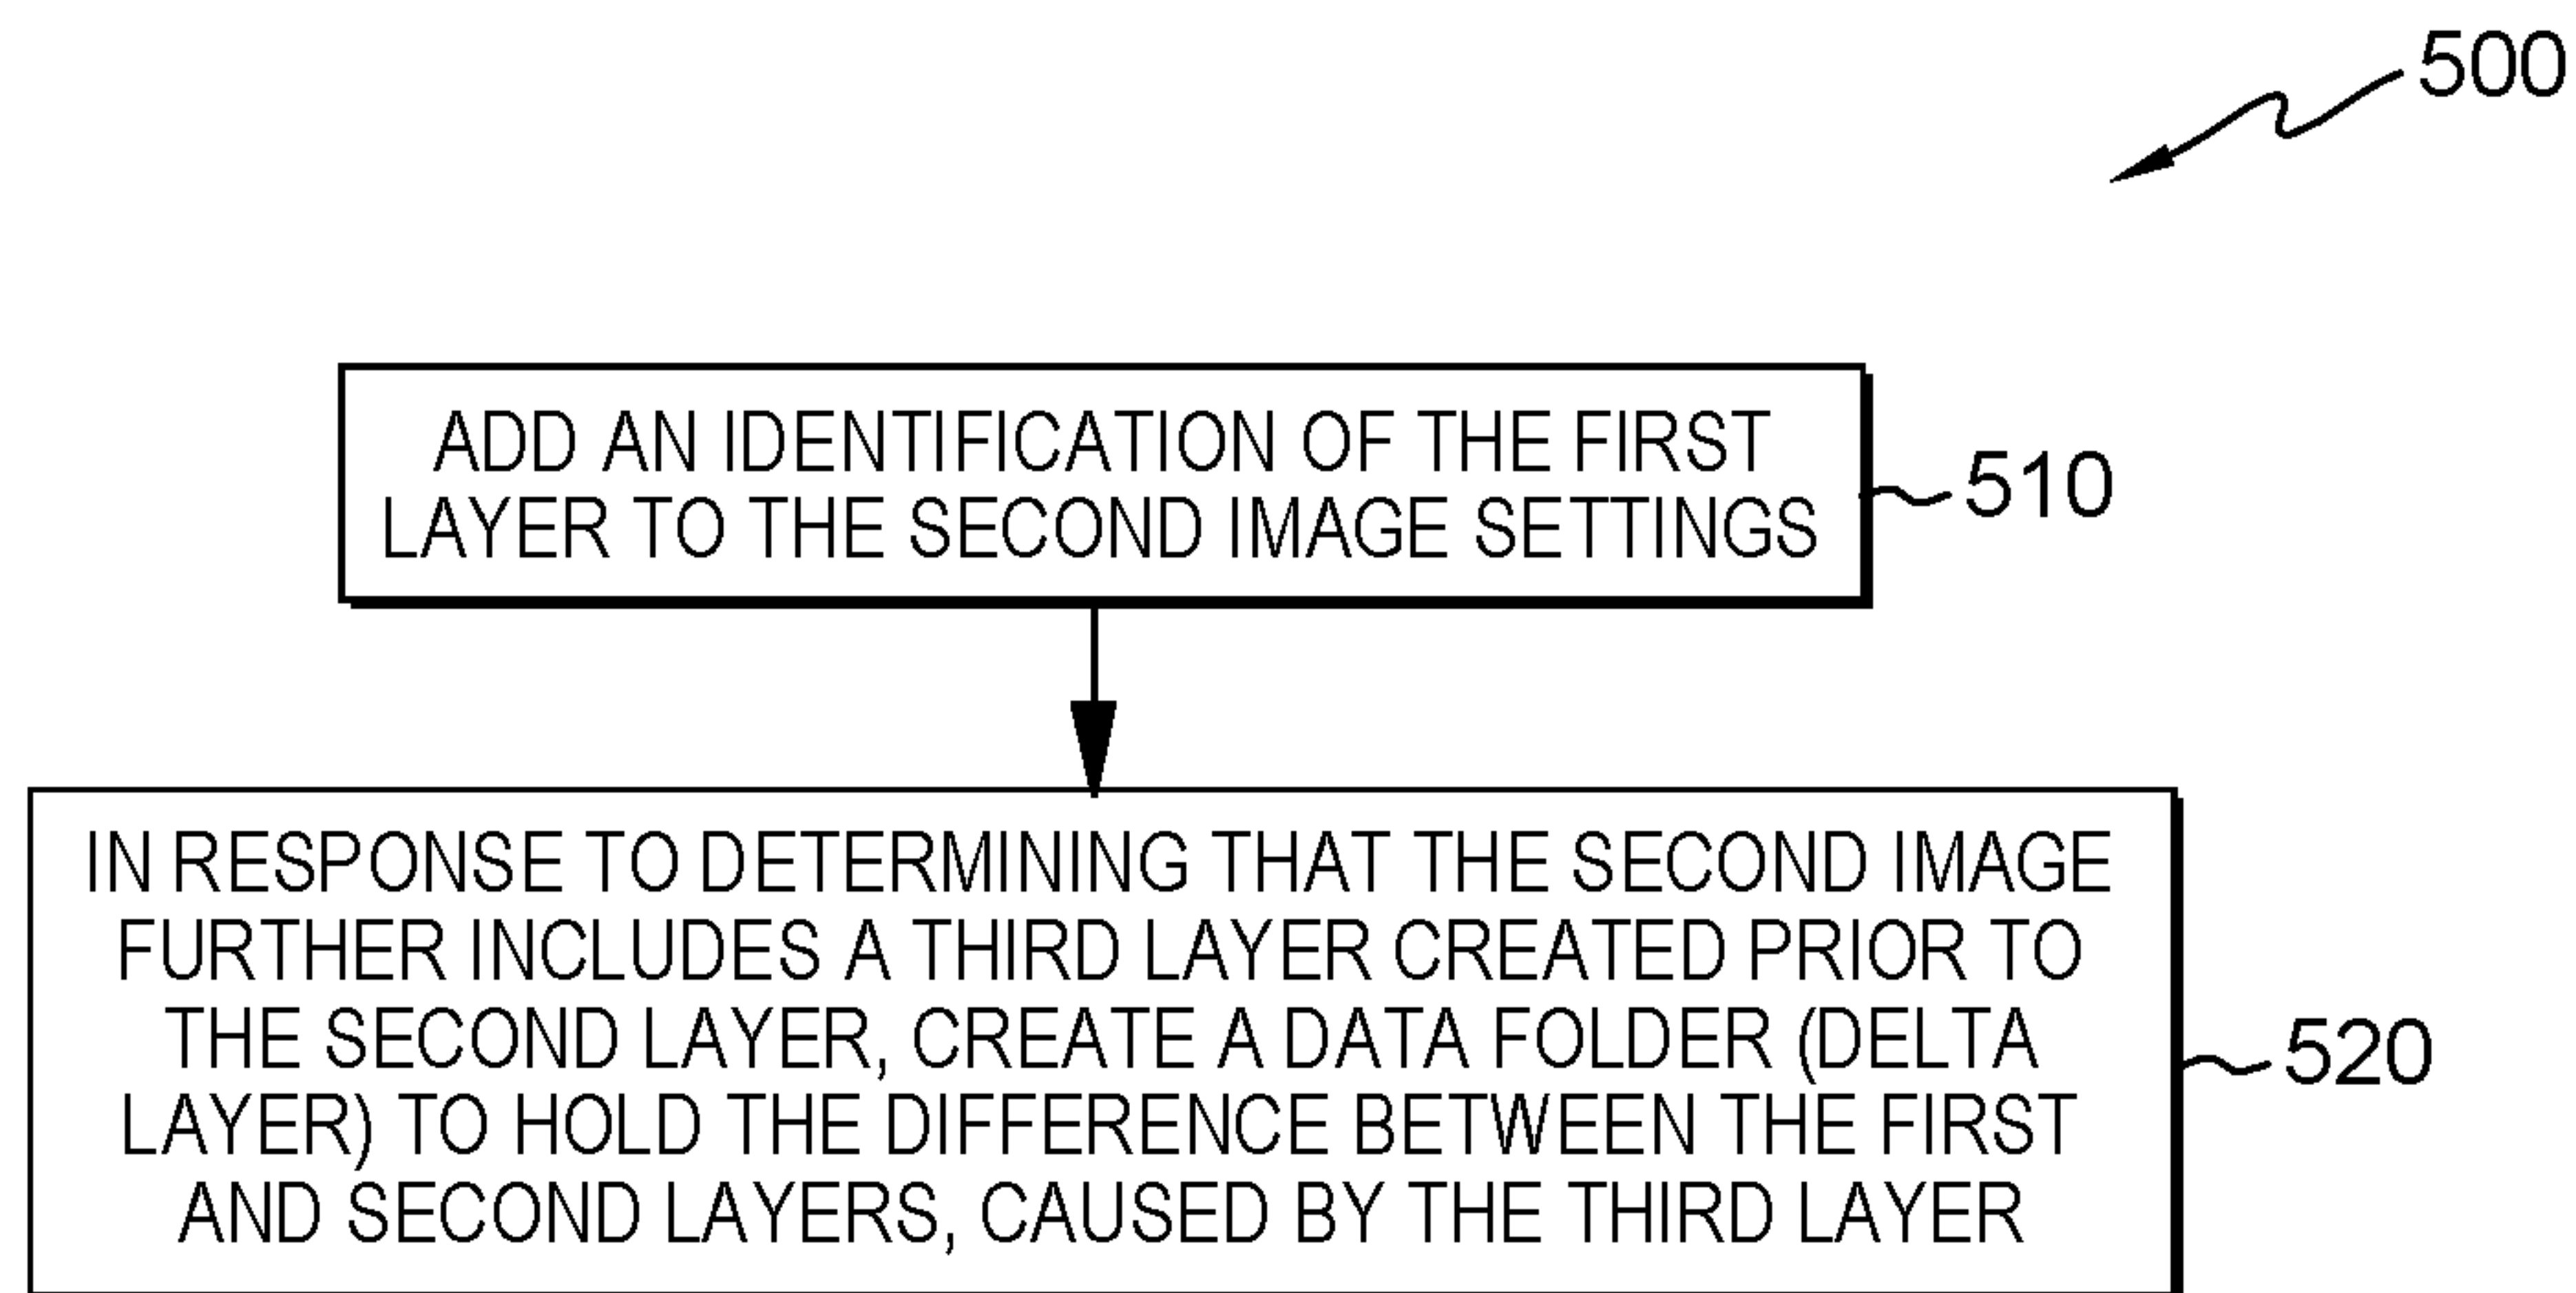 500
ADD AN IDENTIFICATION OF THE FIRST
LAYER TO THE SECOND IMAGE SETTINGS
510
IN RESPONSE TO DETERMINING THAT THE SECOND IMAGE
FURTHER INCLUDES A THIRD LAYER CREATED PRIOR TO
THE SECOND LAYER, CREATE A DATA FOLDER (DELTA
LAYER) TO HOLD THE DIFFERENCE BETWEEN THE FIRST
AND SECOND LAYERS, CAUSED BY THE THIRD LAYER
520